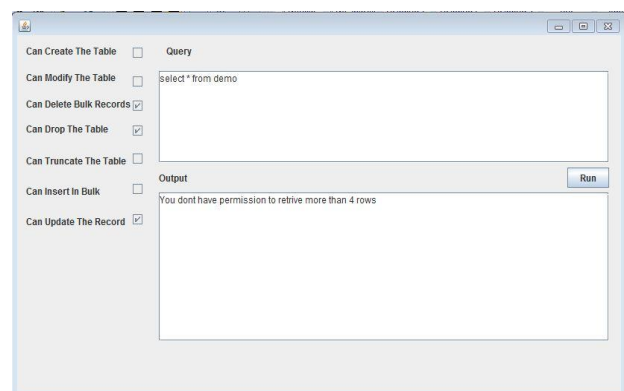 Can Create The Table
Query
Can Modify The Table
select * from demo
Can Delete Bulk Records
Can Drop The Table
Can Truncate The Table
Output
Run
Can Insert In Bulk
You dont have permission to retrive more than 4 rows
Can Update The Record